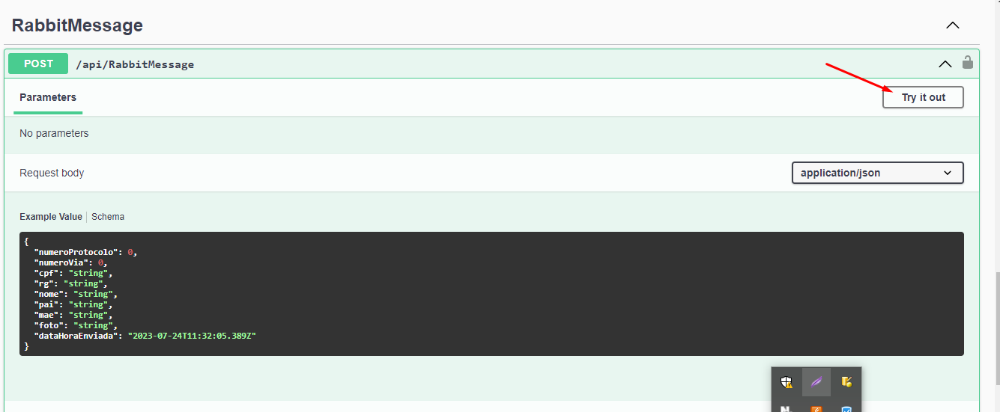 RabbitMessage
POST /api/RabbitMessage
Parameters
Try it out
No parameters
Request body
application/json
Example Value | Schema
{
  "numeroProtocolo": 0,
  "numeroVia": 0,
  "cpf": "string",
  "rg": "string",
  "nome": "string",
  "pai": "string",
  "mae": "string",
  "foto": "string",
  "dataHoraEnviada": "2023-07-24T11:32:05.389Z"
}